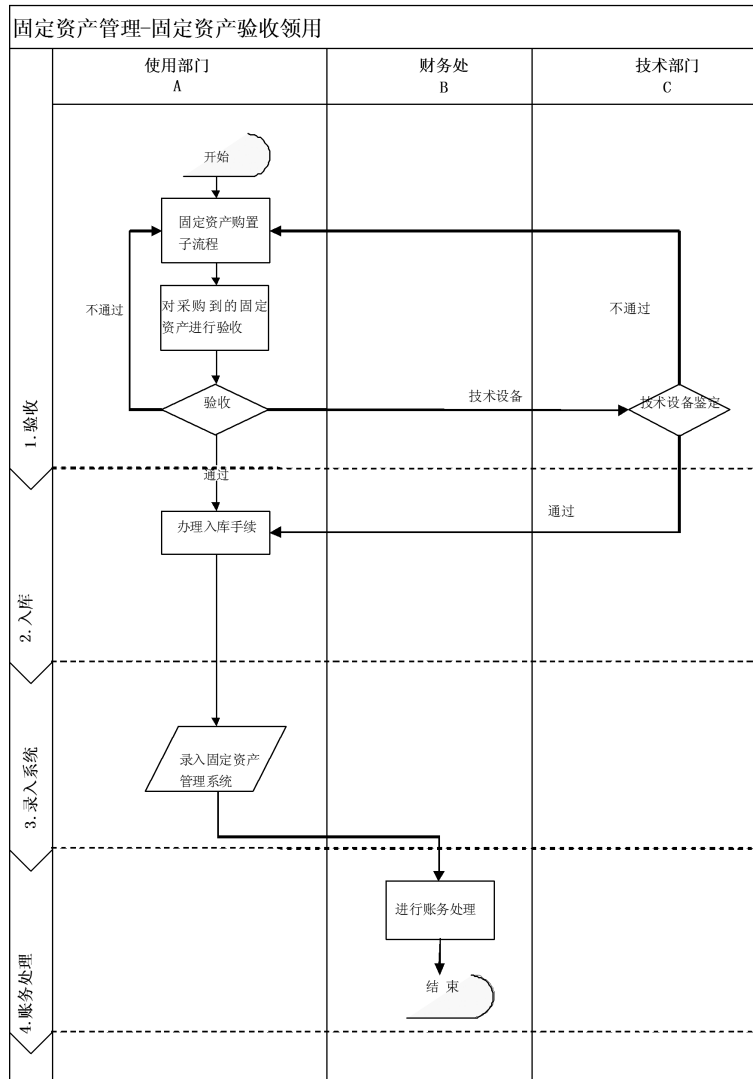 固定资产管理-固定资产验收领用
使用部门
A
财务处
B
技术部门
C
开始
固定资产购置
子流程
对采购到的固定
资产进行验收
不通过
不通过
验收
技术设备
技术设备鉴定
1.验收
通过
办理入库手续
通过
2.入库
录入固定资产
管理系统
3.录入系统
进行账务处理
结 束
4.账务处理